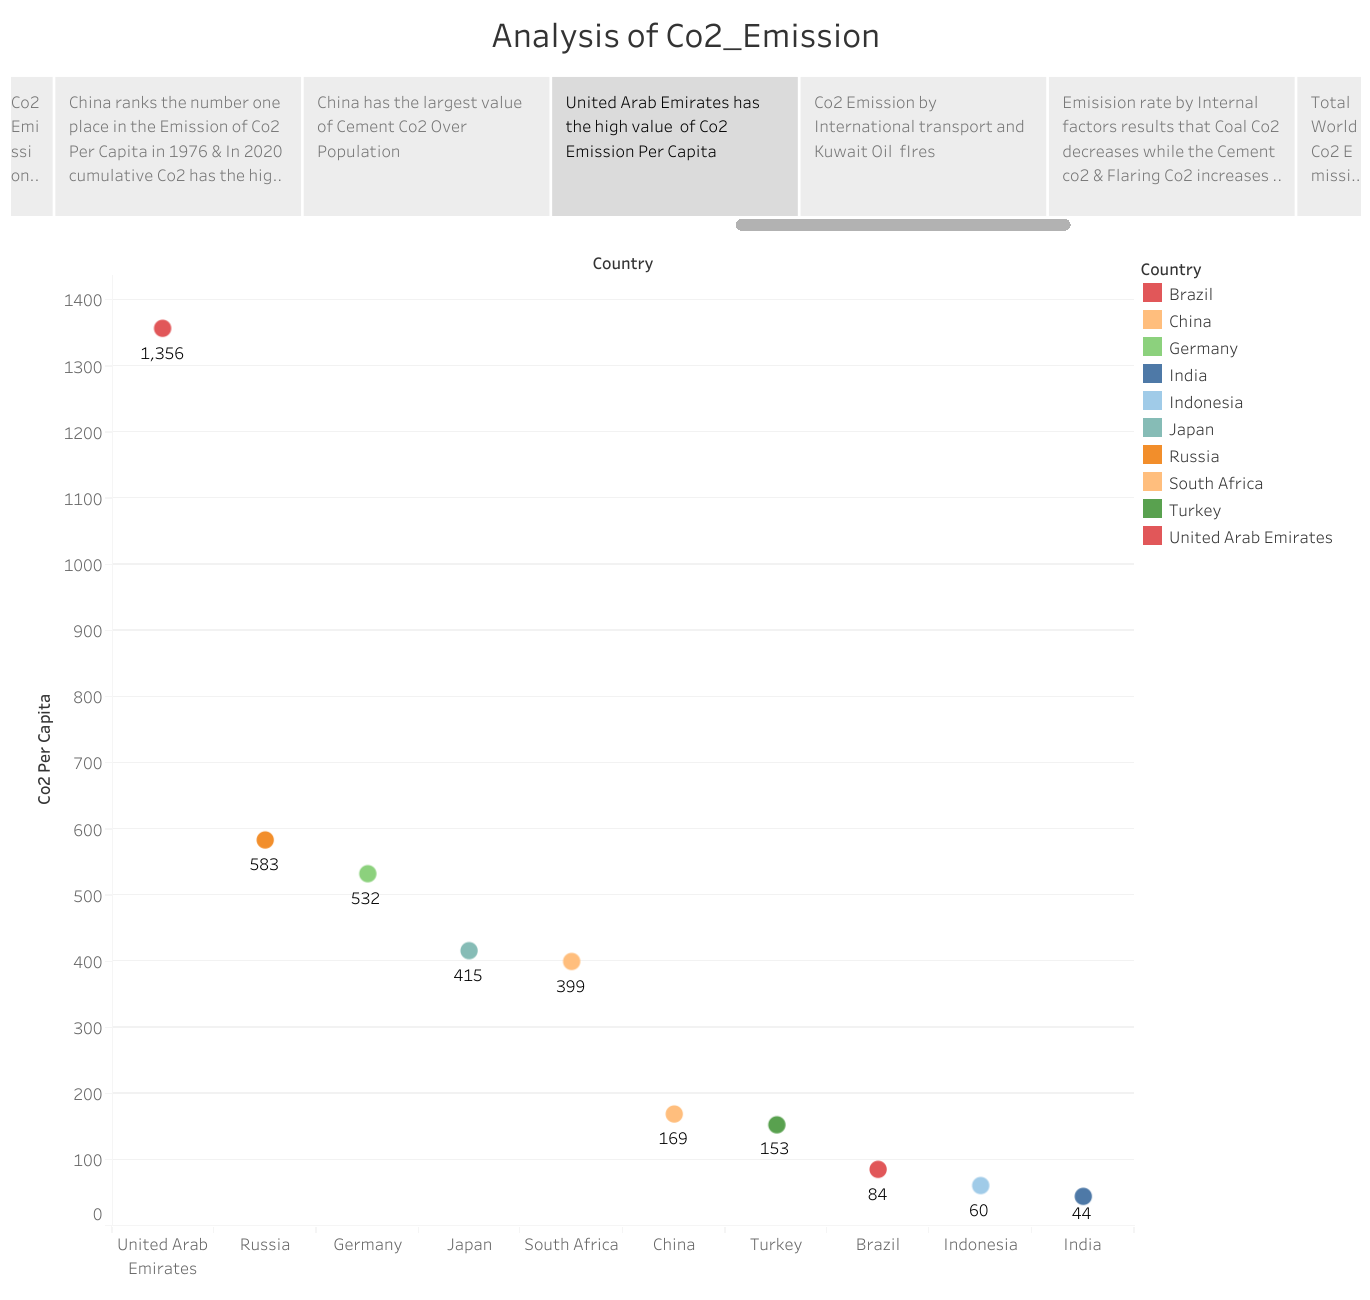 Analysis of Co2_Emission
Co2
Emi
ssi
on..
China ranks the number one
place in the Emission of Co2
Per Capita in 1976 & In 2020
cumulative Co2 has the hig..
China has the largest value
of Cement Co2 Over
Population
United Arab Emirates has
the high value of Co2
Emission Per Capita
Co2 Emission by
International transport and
Kuwait Oil fIres
Emisision rate by Internal
factors results that Coal Co2
decreases while the Cement
co2 & Flaring Co2 increases ..
Total
World
Co2 E
missi..
Country
1400
1300
1200
1100
1000
900
800
700
600
500
400
300
200
100
0
Co2 Per Capita
1,356
583
532
415
399
169
153
84
60
44
United Arab
Emirates
Russia
Germany
Japan
South Africa
China
Turkey
Brazil
Indonesia
India
Country
Brazil
China
Germany
India
Indonesia
Japan
Russia
South Africa
Turkey
United Arab Emirates